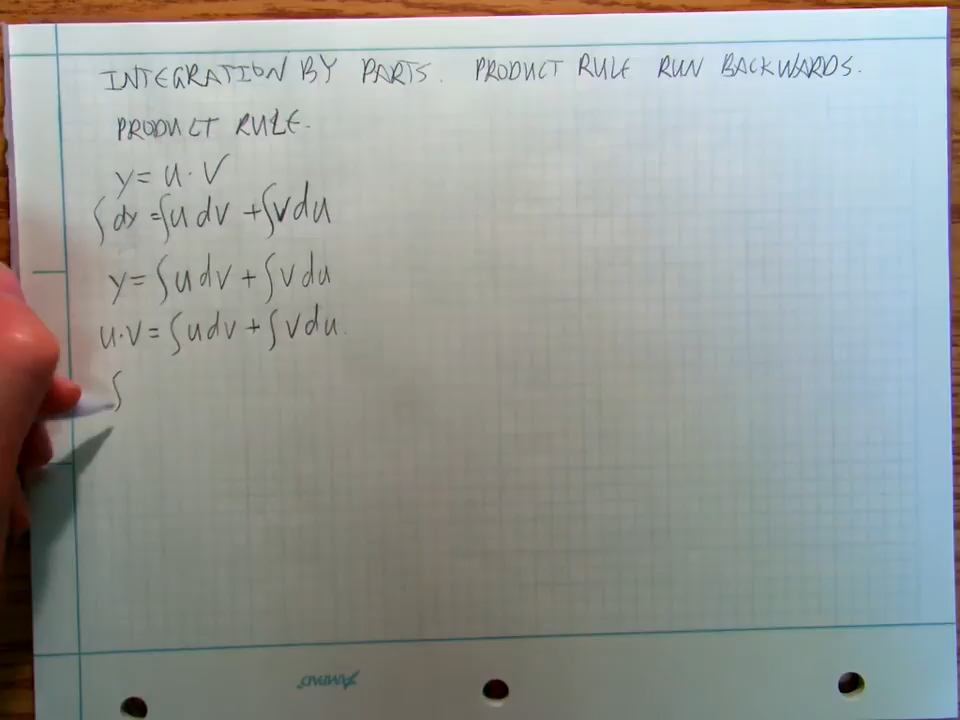 INTEGRATION BY PARTS. PRODUCT RULE RUN BACKWARDS.
PRODUCT RULE.
y = u · v
∫ dy = ∫ u dv + ∫ v du
y = ∫ u dv + ∫ v du
u · v = ∫ u dv + ∫ v du.
∫